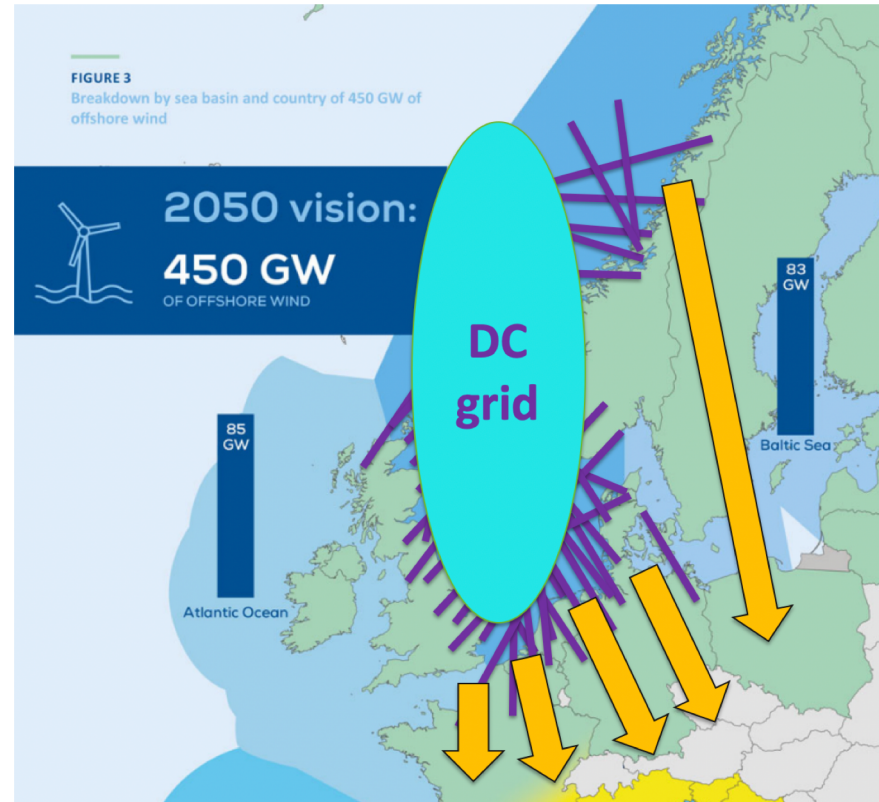 FIGURE 3
Breakdown by sea basin and country of 450 GW of
offshore wind
2050 vision:
450 GW
OF OFFSHORE WIND
DC
grid
83
GW
Baltic Sea
85
GW
Atlantic Ocean